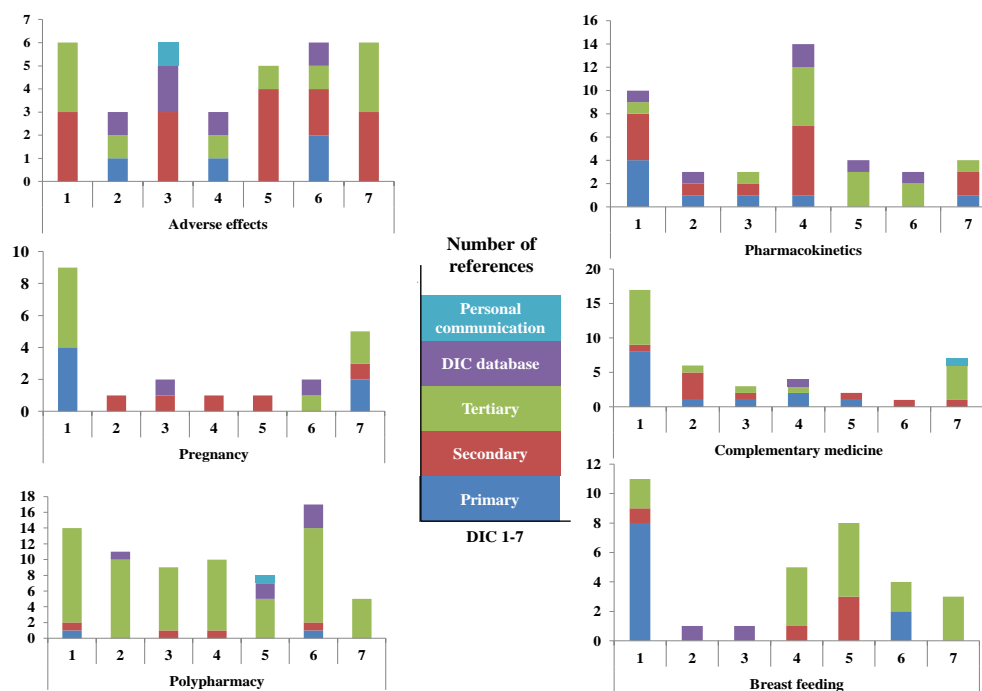 7
6
5
4
3
2
1
0
1 2 3 4 5 6 7
Adverse effects
16
14
12
10
8
6
4
2
0
1 2 3 4 5 6 7
Pharmacokinetics
10
8
6
4
2
0
1 2 3 4 5 6 7
Pregnancy
Number of
references
Personal
communication
DIC database
Tertiary
Secondary
Primary
DIC 1-7
20
15
10
5
0
1 2 3 4 5 6 7
Complementary medicine
18
16
14
12
10
8
6
4
2
0
1 2 3 4 5 6 7
Polypharmacy
12
10
8
6
4
2
0
1 2 3 4 5 6 7
Breast feeding